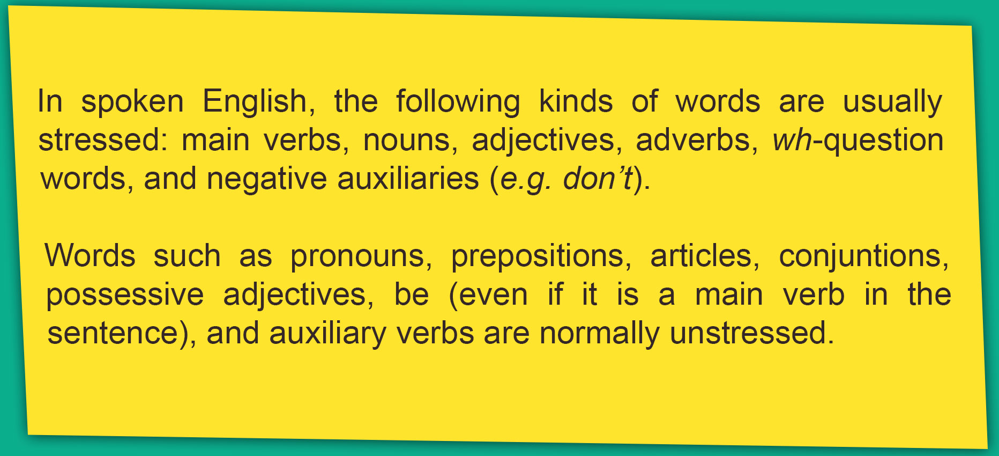 In spoken English, the following kinds of words are usually
stressed: main verbs, nouns, adjectives, adverbs, wh-question
words, and negative auxiliaries (e.g. don’t).
Words such as pronouns, prepositions, articles, conjuntions,
possessive adjectives, be (even if it is a main verb in the
sentence), and auxiliary verbs are normally unstressed.